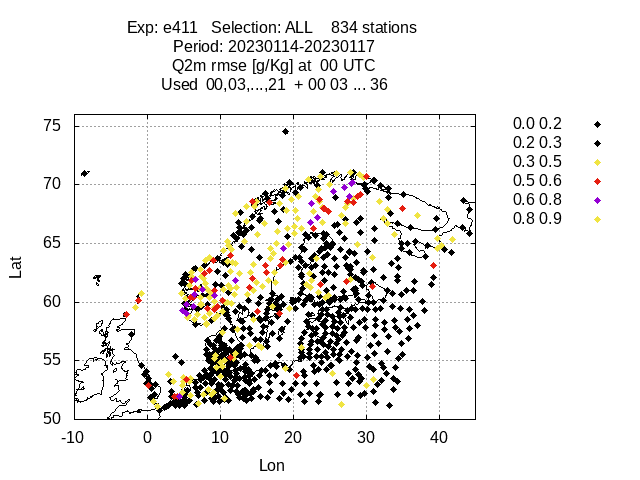 Exp: e411 Selection: ALL 834 stations
Period: 20230114-20230117
Q2m rmse [g/Kg] at 00 UTC
Used 00,03,...,21 + 00 03 ... 36
75
70
65
60
55
50
-10 0 10 20 30 40
Lat
Lon
0.0 0.2
0.2 0.3
0.3 0.5
0.5 0.6
0.6 0.8
0.8 0.9